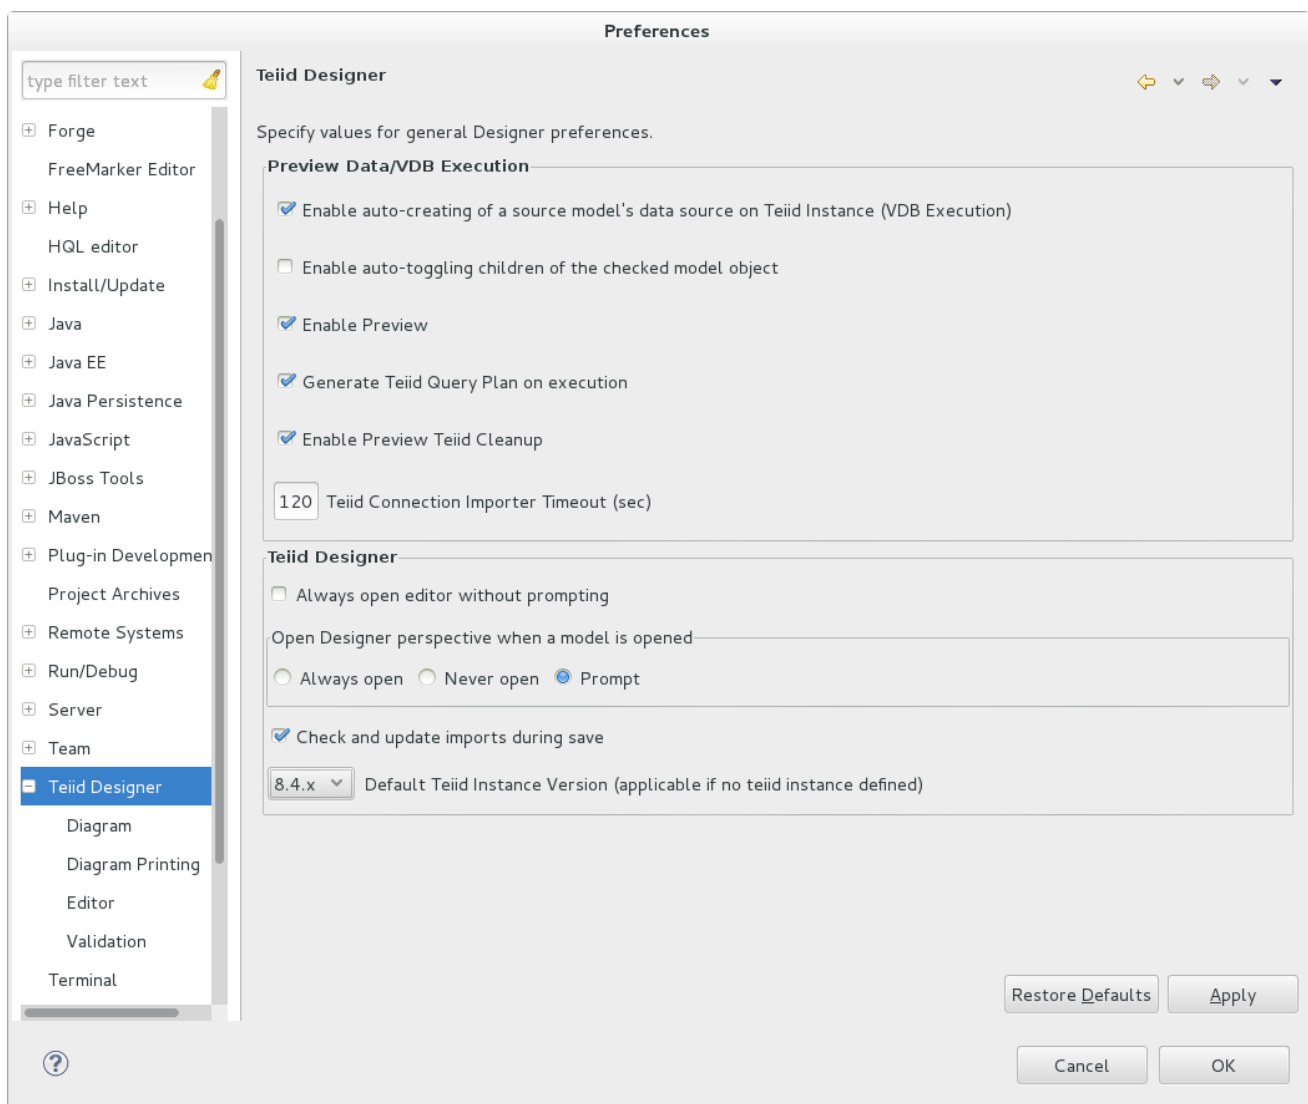 Preferences
type filter text
Forge
FreeMarker Editor
Help
HQL editor
Install/Update
Java
Java EE
Java Persistence
JavaScript
JBoss Tools
Maven
Plug-in Developmen
Project Archives
Remote Systems
Run/Debug
Server
Team
Teiid Designer
Diagram
Diagram Printing
Editor
Validation
Terminal
Teiid Designer
Specify values for general Designer preferences.
Preview Data/VDB Execution
Enable auto-creating of a source model's data source on Teiid Instance (VDB Execution)
Enable auto-toggling children of the checked model object
Enable Preview
Generate Teiid Query Plan on execution
Enable Preview Teiid Cleanup
120 Teiid Connection Importer Timeout (sec)
Teiid Designer
Always open editor without prompting
Open Designer perspective when a model is opened
Always open Never open Prompt
Check and update imports during save
8.4.x Default Teiid Instance Version (applicable if no teiid instance defined)
Restore Defaults Apply
? Cancel OK